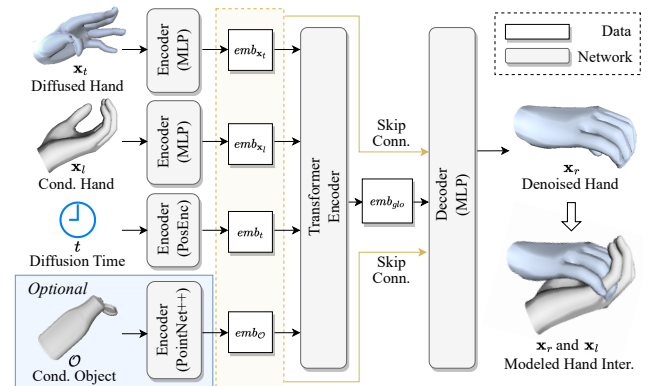 x_t
Diffused Hand
Encoder
(MLP)
emb_{x_t}
x_l
Cond. Hand
Encoder
(MLP)
emb_{x_l}
t
Diffusion Time
Encoder
(PosEnc)
emb_t
Optional
𝒪
Cond. Object
Encoder
(PointNet++)
emb_𝒪
Transformer
Encoder
Skip
Conn.
emb_{glo}
Skip
Conn.
Decoder
(MLP)
Data
Network
x_r
Denoised Hand
x_r and x_l
Modeled Hand Inter.